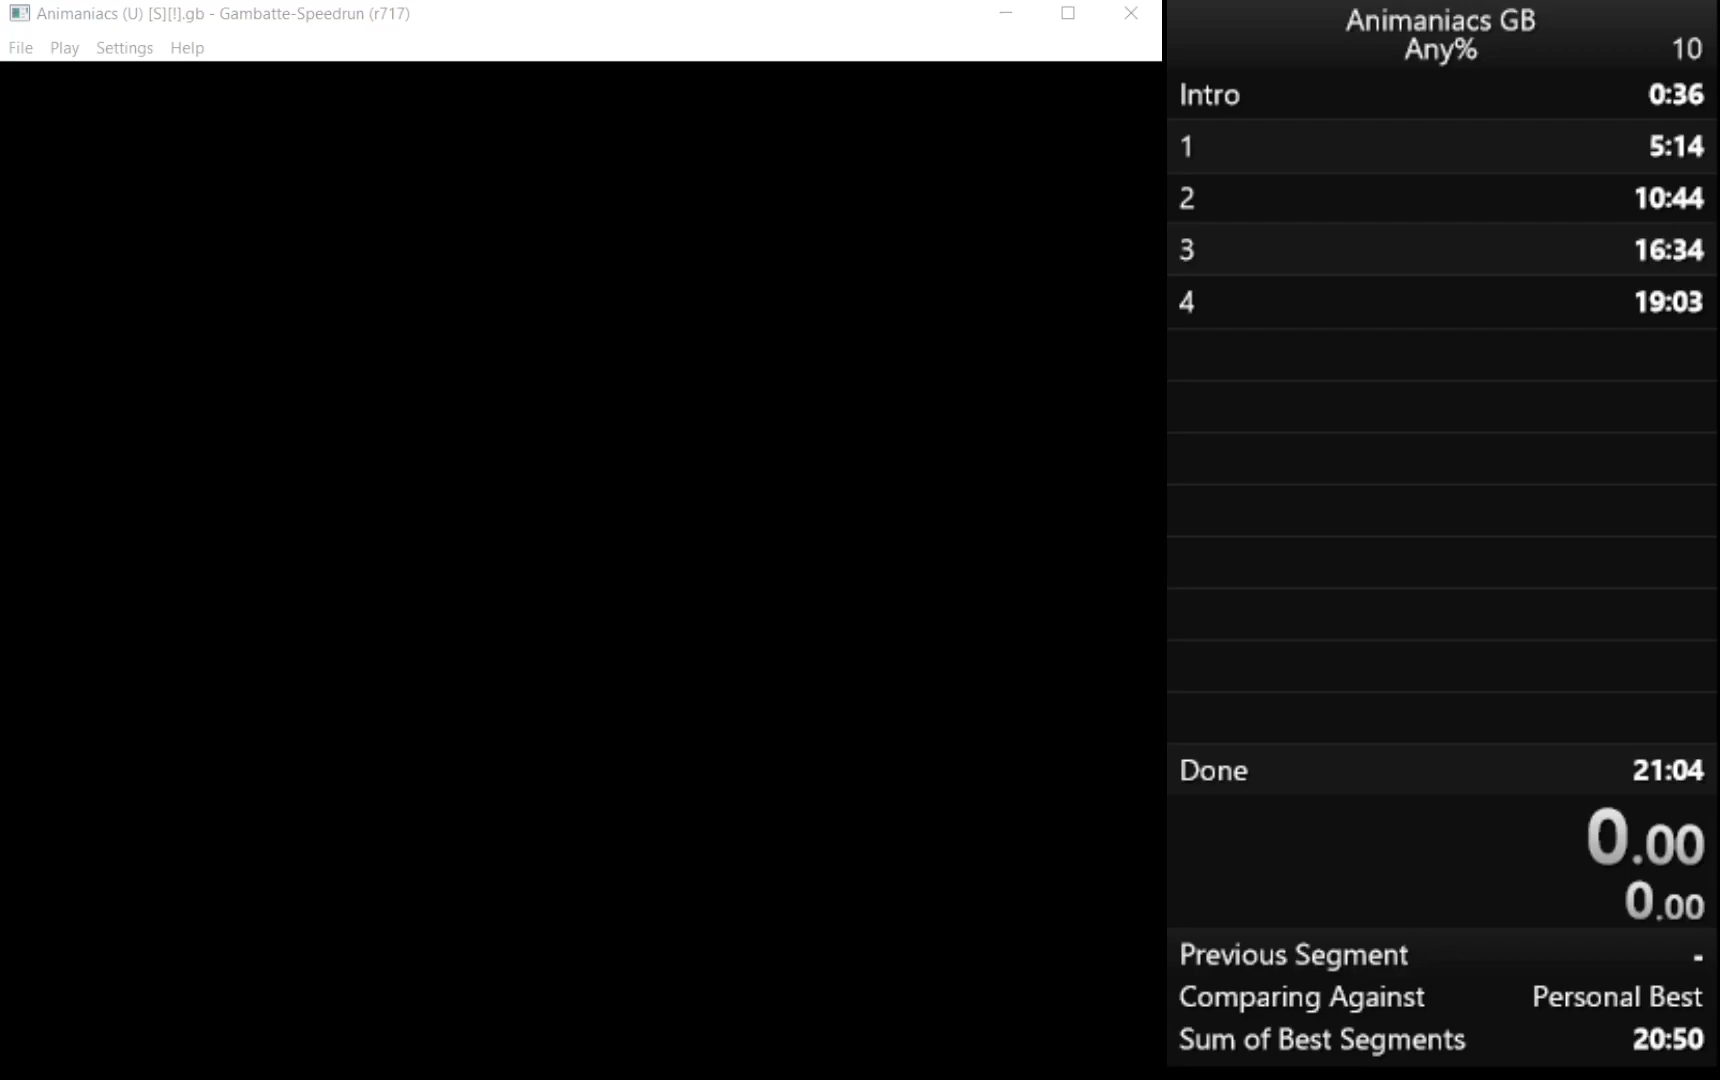 Animaniacs (U) [S][!].gb - Gambatte-Speedrun (r717)
File Play Settings Help
Animaniacs GB
Any% 10
Intro 0:36
1 5:14
2 10:44
3 16:34
4 19:03
Done 21:04
0.00
0.00
Previous Segment -
Comparing Against Personal Best
Sum of Best Segments 20:50